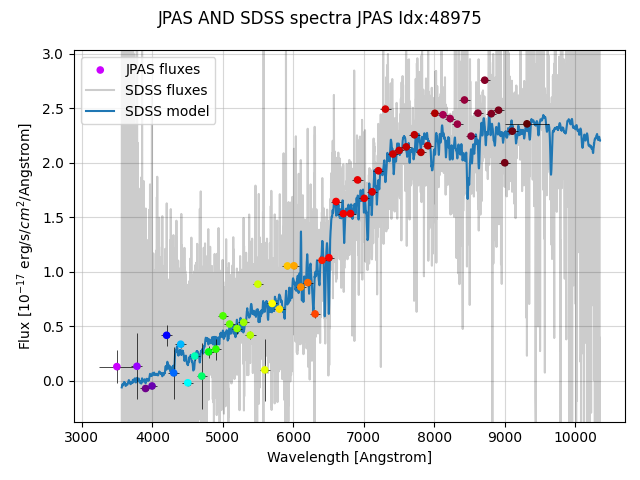 JPAS AND SDSS spectra JPAS Idx:48975
JPAS fluxes
SDSS fluxes
SDSS model
Flux [10⁻¹⁷ erg/s/cm²/Angstrom]
3.0
2.5
2.0
1.5
1.0
0.5
0.0
3000 4000 5000 6000 7000 8000 9000 10000
Wavelength [Angstrom]